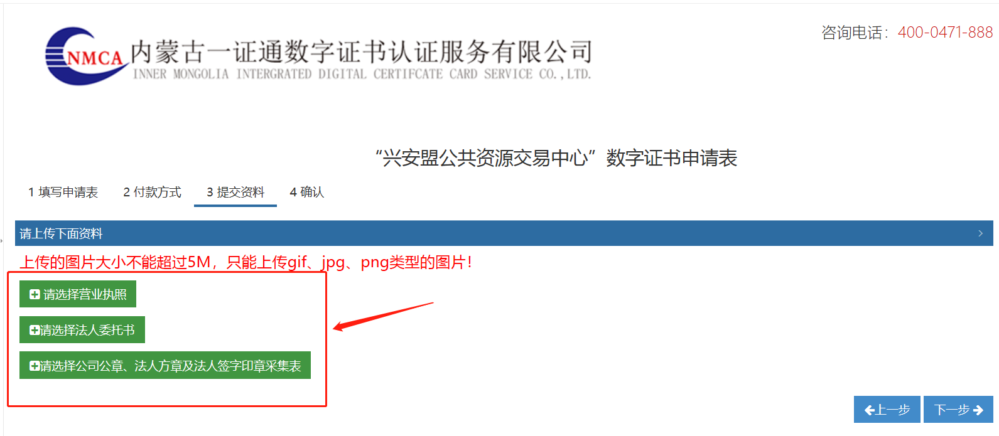 咨询电话：400-0471-888
NMCA
内蒙古一证通数字证书认证服务有限公司
INNER MONGOLIA INTERGRATED DIGITAL CERTIFCATE CARD SERVICE CO.,LTD.
“兴安盟公共资源交易中心”数字证书申请表
1 填写申请表 2 付款方式 3 提交资料 4 确认
请上传下面资料
上传的图片大小不能超过5M，只能上传gif、jpg、png类型的图片！
请选择营业执照
请选择法人委托书
请选择公司公章、法人方章及法人签字印章采集表
上一步 下一步